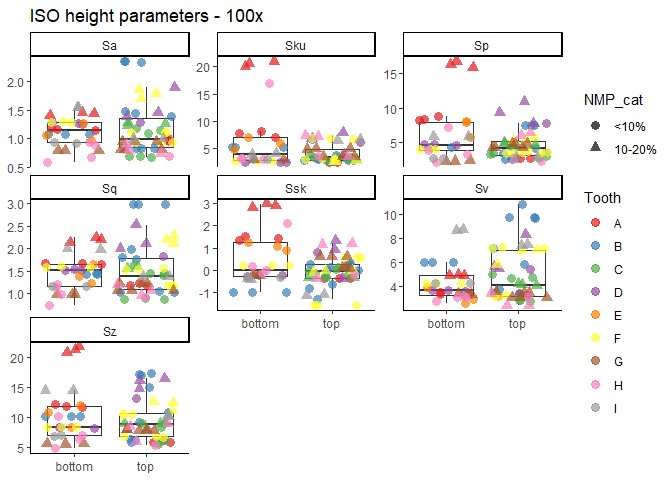 ISO height parameters - 100x
Sa
Sku
Sp
2.0
1.5
1.0
0.5
20
15
10
5
15
10
5
Sq
Ssk
Sv
3.0
2.5
2.0
1.5
1.0
3
2
1
0
-1
10
8
6
4
bottom
top
bottom
top
Sz
20
15
10
5
bottom
top
NMP_cat
<10%
10-20%
Tooth
A
B
C
D
E
F
G
H
I